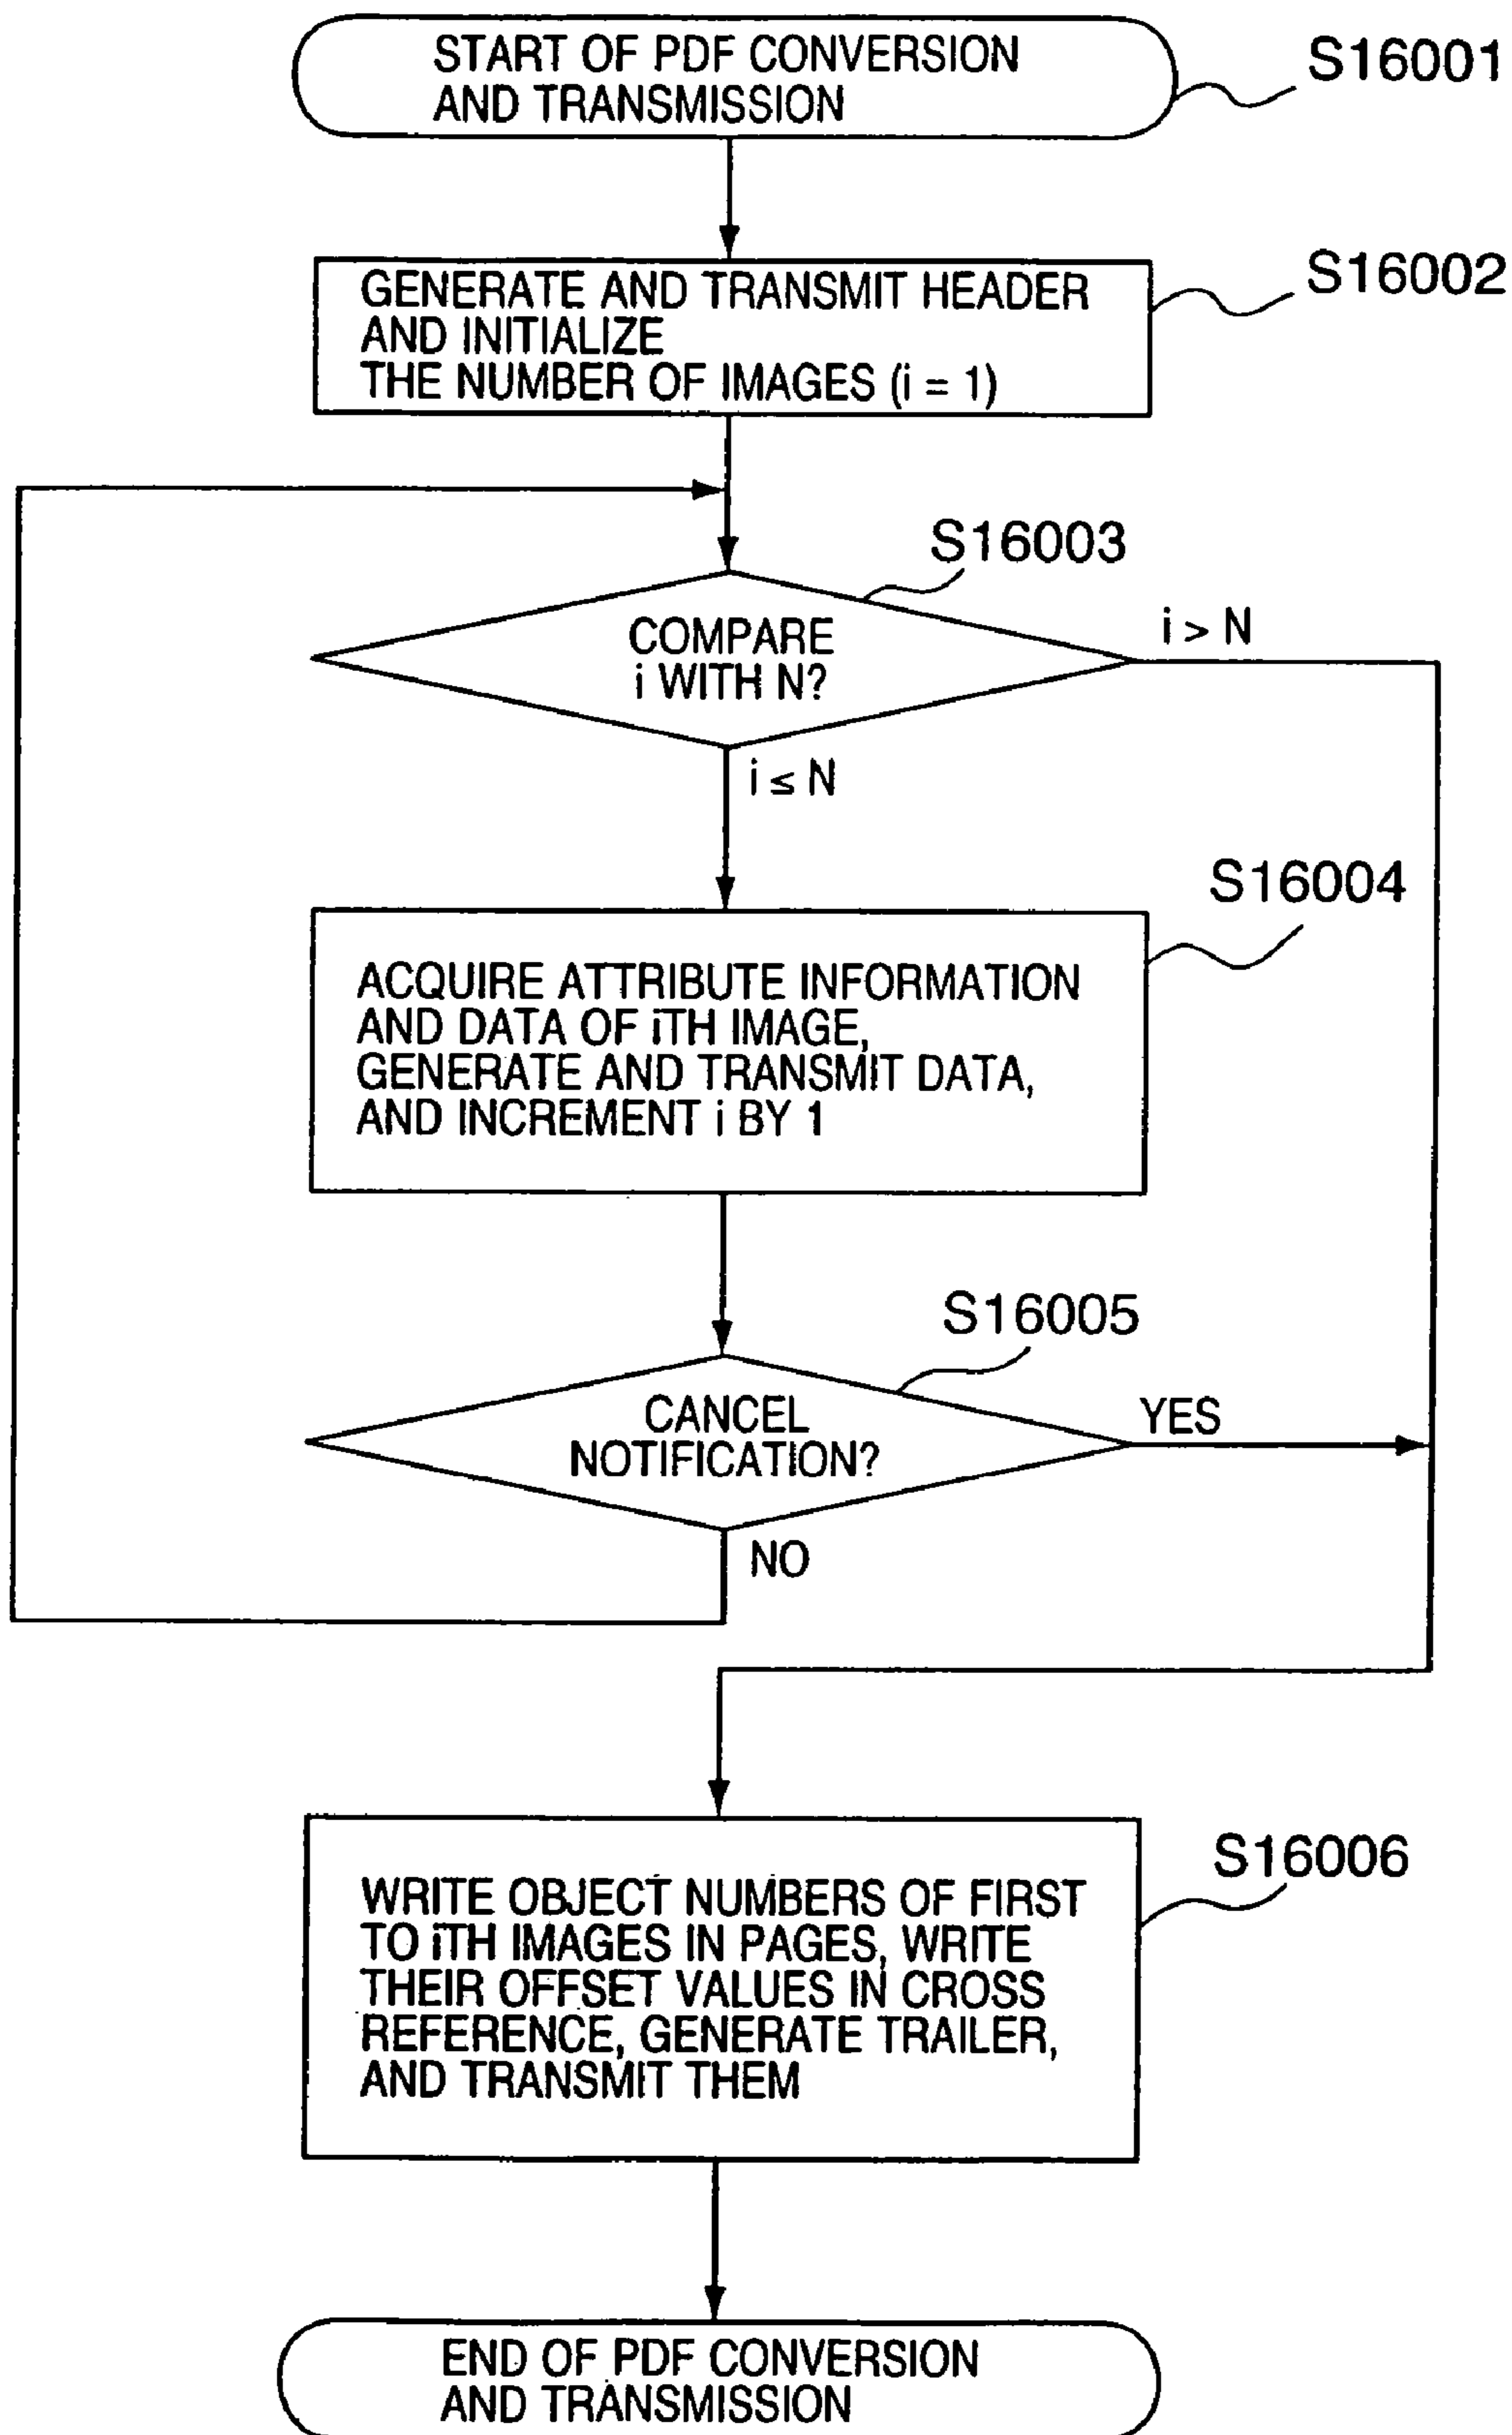 START OF PDF CONVERSION
AND TRANSMISSION
S16001
GENERATE AND TRANSMIT HEADER
AND INITIALIZE
THE NUMBER OF IMAGES (i = 1)
S16002
S16003
COMPARE
i WITH N?
i > N
i ≤ N
S16004
ACQUIRE ATTRIBUTE INFORMATION
AND DATA OF iTH IMAGE,
GENERATE AND TRANSMIT DATA,
AND INCREMENT i BY 1
S16005
CANCEL
NOTIFICATION?
YES
NO
S16006
WRITE OBJECT NUMBERS OF FIRST
TO iTH IMAGES IN PAGES, WRITE
THEIR OFFSET VALUES IN CROSS
REFERENCE, GENERATE TRAILER,
AND TRANSMIT THEM
END OF PDF CONVERSION
AND TRANSMISSION